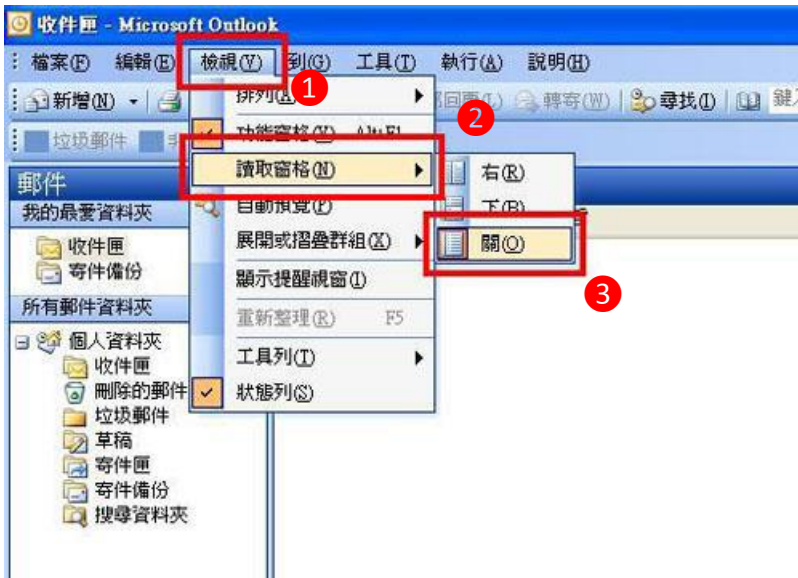 收件匣 - Microsoft Outlook
檔案(F) 編輯(E) 檢視(V) 到(G) 工具(T) 執行(A) 說明(H)
新增(N) 回覆(L) 轉寄(W) 尋找(I) 鍵入
1
2
垃圾郵件
排列(A)
功能窗格(N) Alt+F1
讀取窗格(N)
自動預覽(P)
展開或摺疊群組(X)
顯示提醒視窗(I)
重新整理(R) F5
工具列(T)
狀態列(S)
右(R)
下(B)
關(O)
3
郵件
我的最愛資料夾
收件匣
寄件備份
所有郵件資料夾
個人資料夾
收件匣
刪除的郵件
垃圾郵件
草稿
寄件匣
寄件備份
搜尋資料夾